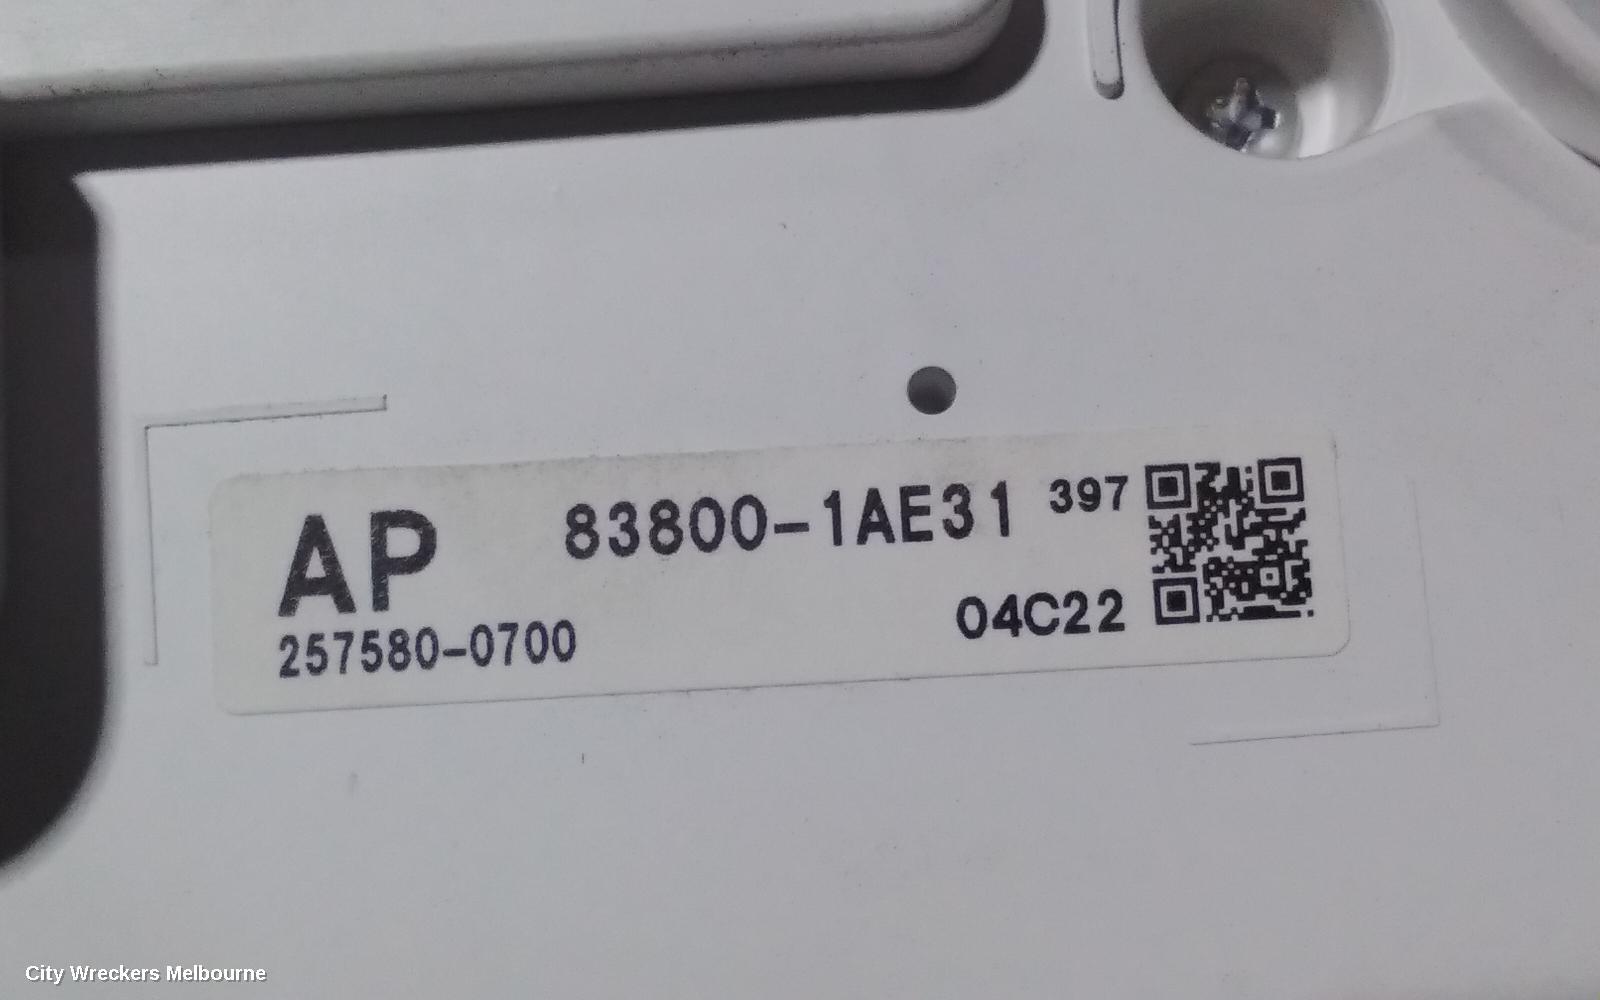 AP 83800-1AE31 397
257580-0700 04C22
City Wreckers Melbourne